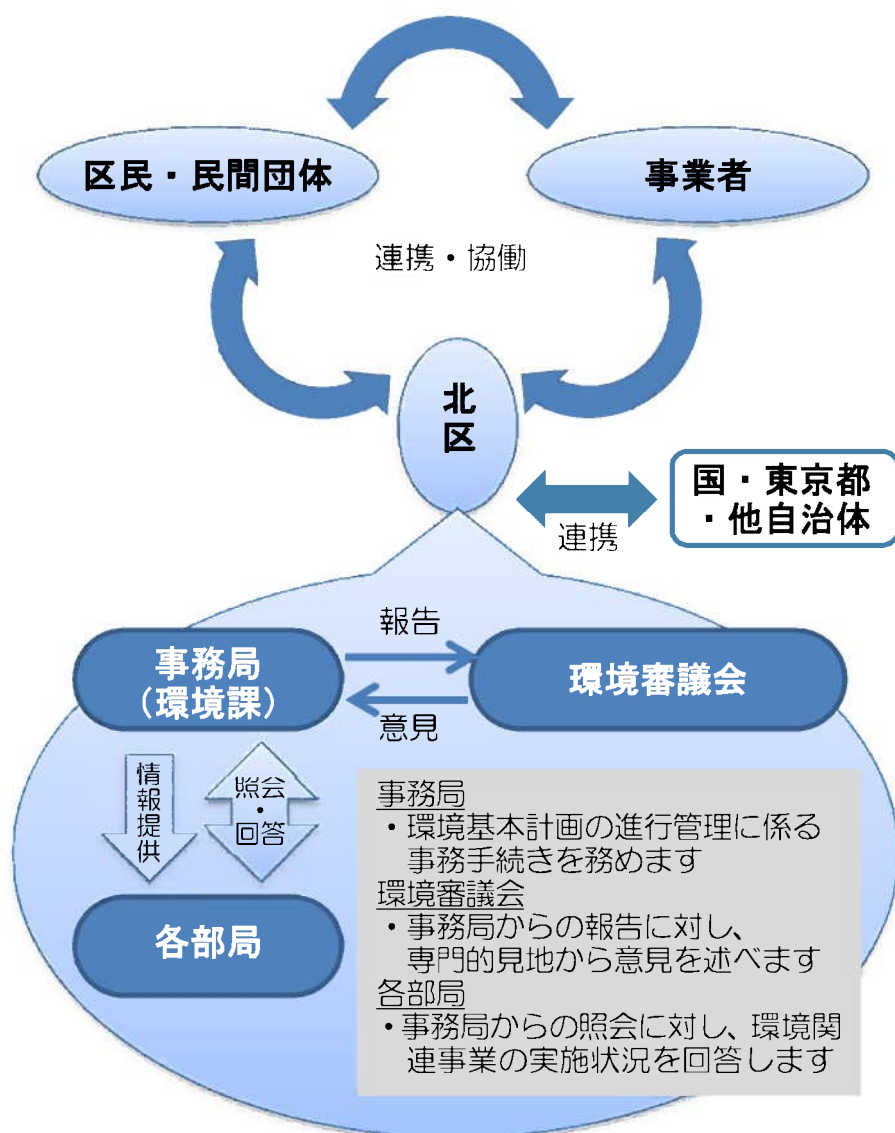 区民・民間団体
事業者
連携・協働
北
区
国・東京都
・他自治体
連携
報告
事務局
（環境課）
環境審議会
意見
情報提供
照会
・
回答
各部局
事務局
・環境基本計画の進行管理に係る
事務手続きを務めます
環境審議会
・事務局からの報告に対し、
専門的見地から意見を述べます
各部局
・事務局からの照会に対し、環境関
連事業の実施状況を回答します